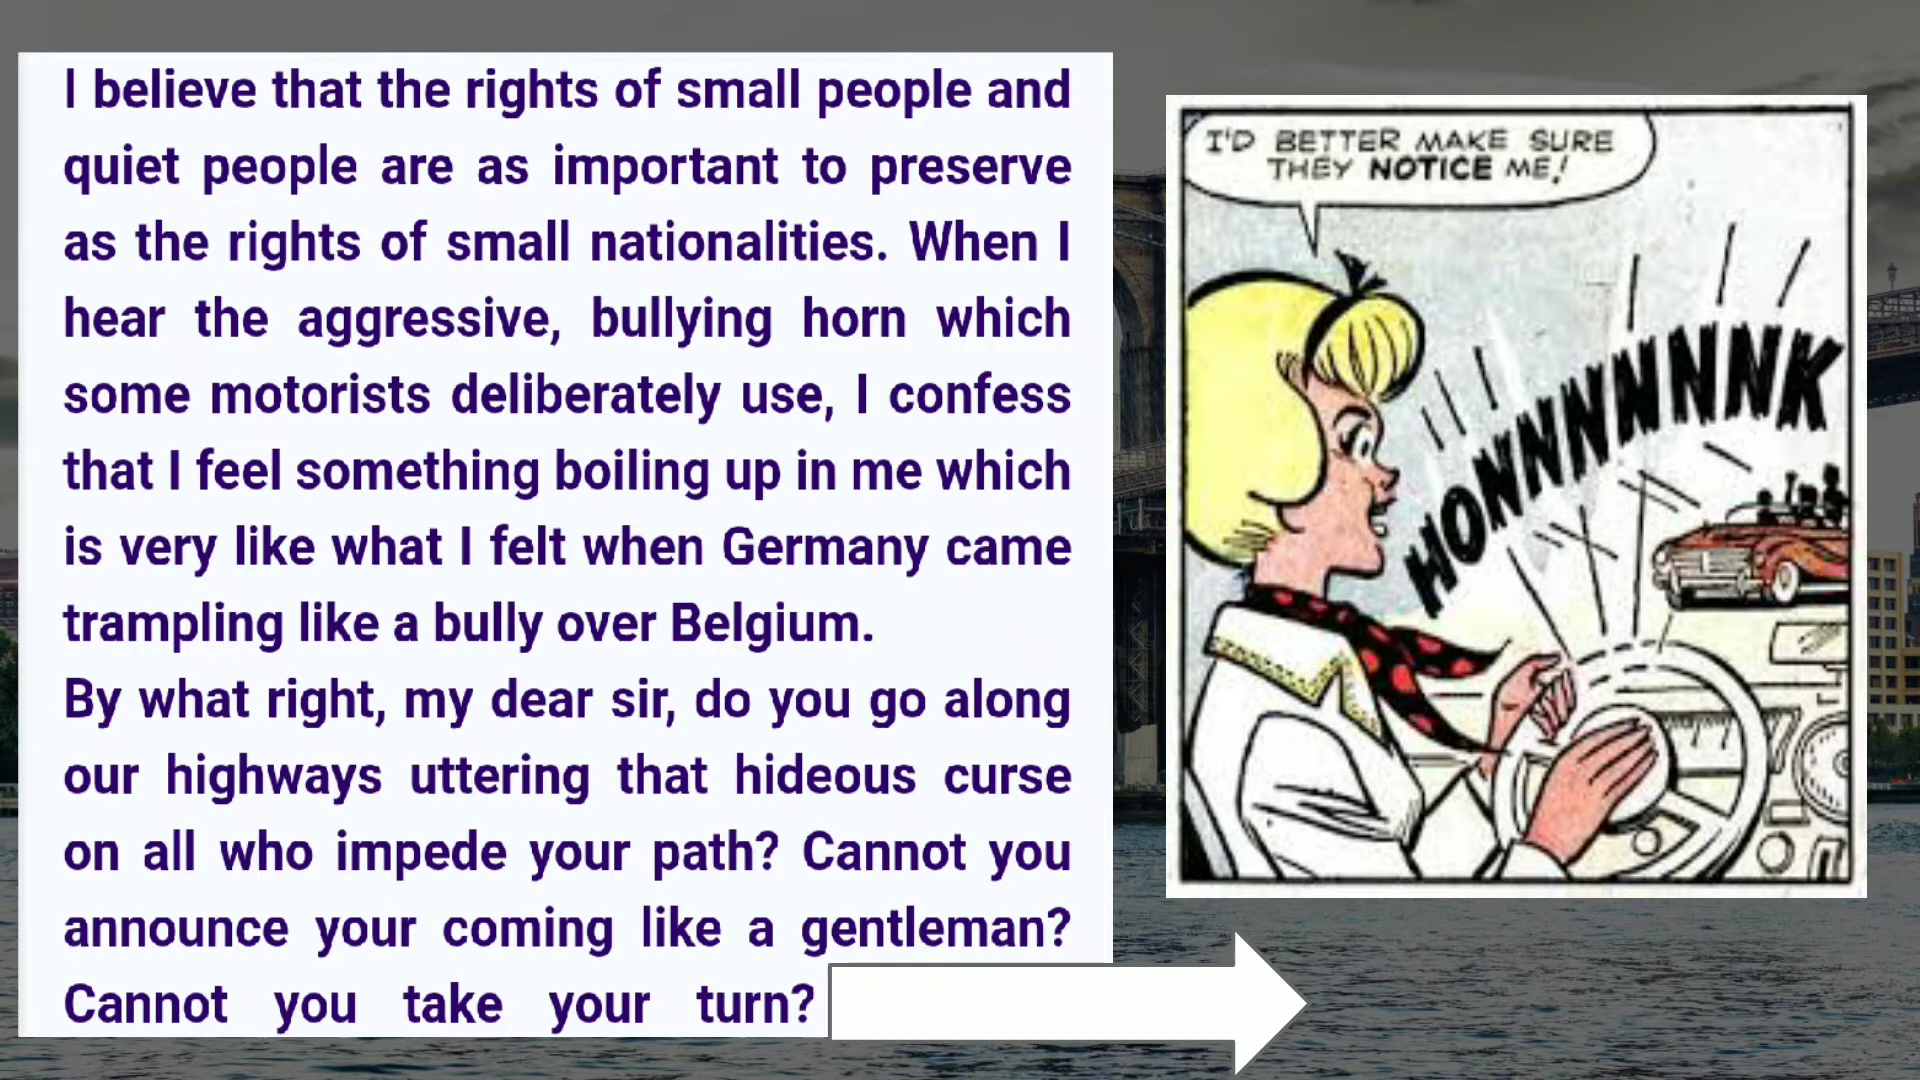 I believe that the rights of small people and
quiet people are as important to preserve
as the rights of small nationalities. When I
hear the aggressive, bullying horn which
some motorists deliberately use, I confess
that I feel something boiling up in me which
is very like what I felt when Germany came
trampling like a bully over Belgium.
By what right, my dear sir, do you go along
our highways uttering that hideous curse
on all who impede your path? Cannot you
announce your coming like a gentleman?
Cannot you take your turn?
I'D BETTER MAKE SURE
THEY NOTICE ME!
HONNNNNNNK